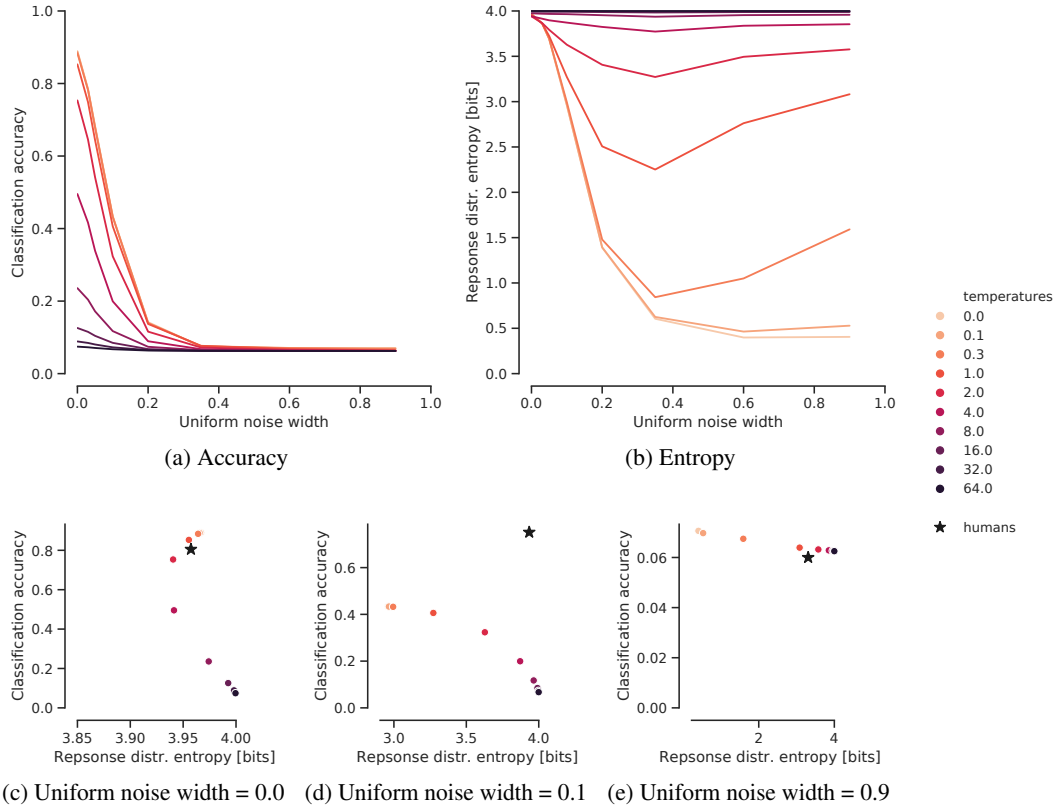 1.0
0.8
0.6
0.4
0.2
0.0
Classification accuracy
0.0 0.2 0.4 0.6 0.8 1.0
Uniform noise width
(a) Accuracy
4.0
3.5
3.0
2.5
2.0
1.5
1.0
0.5
0.0
Repsonse distr. entropy [bits]
0.0 0.2 0.4 0.6 0.8 1.0
Uniform noise width
(b) Entropy
temperatures
0.0
0.1
0.3
1.0
2.0
4.0
8.0
16.0
32.0
64.0
humans
0.8
0.6
0.4
0.2
0.0
Classification accuracy
3.85 3.90 3.95 4.00
Repsonse distr. entropy [bits]
(c) Uniform noise width = 0.0
0.6
0.4
0.2
0.0
Classification accuracy
3.0 3.5 4.0
Repsonse distr. entropy [bits]
(d) Uniform noise width = 0.1
0.06
0.04
0.02
0.00
Classification accuracy
2 4
Repsonse distr. entropy [bits]
(e) Uniform noise width = 0.9